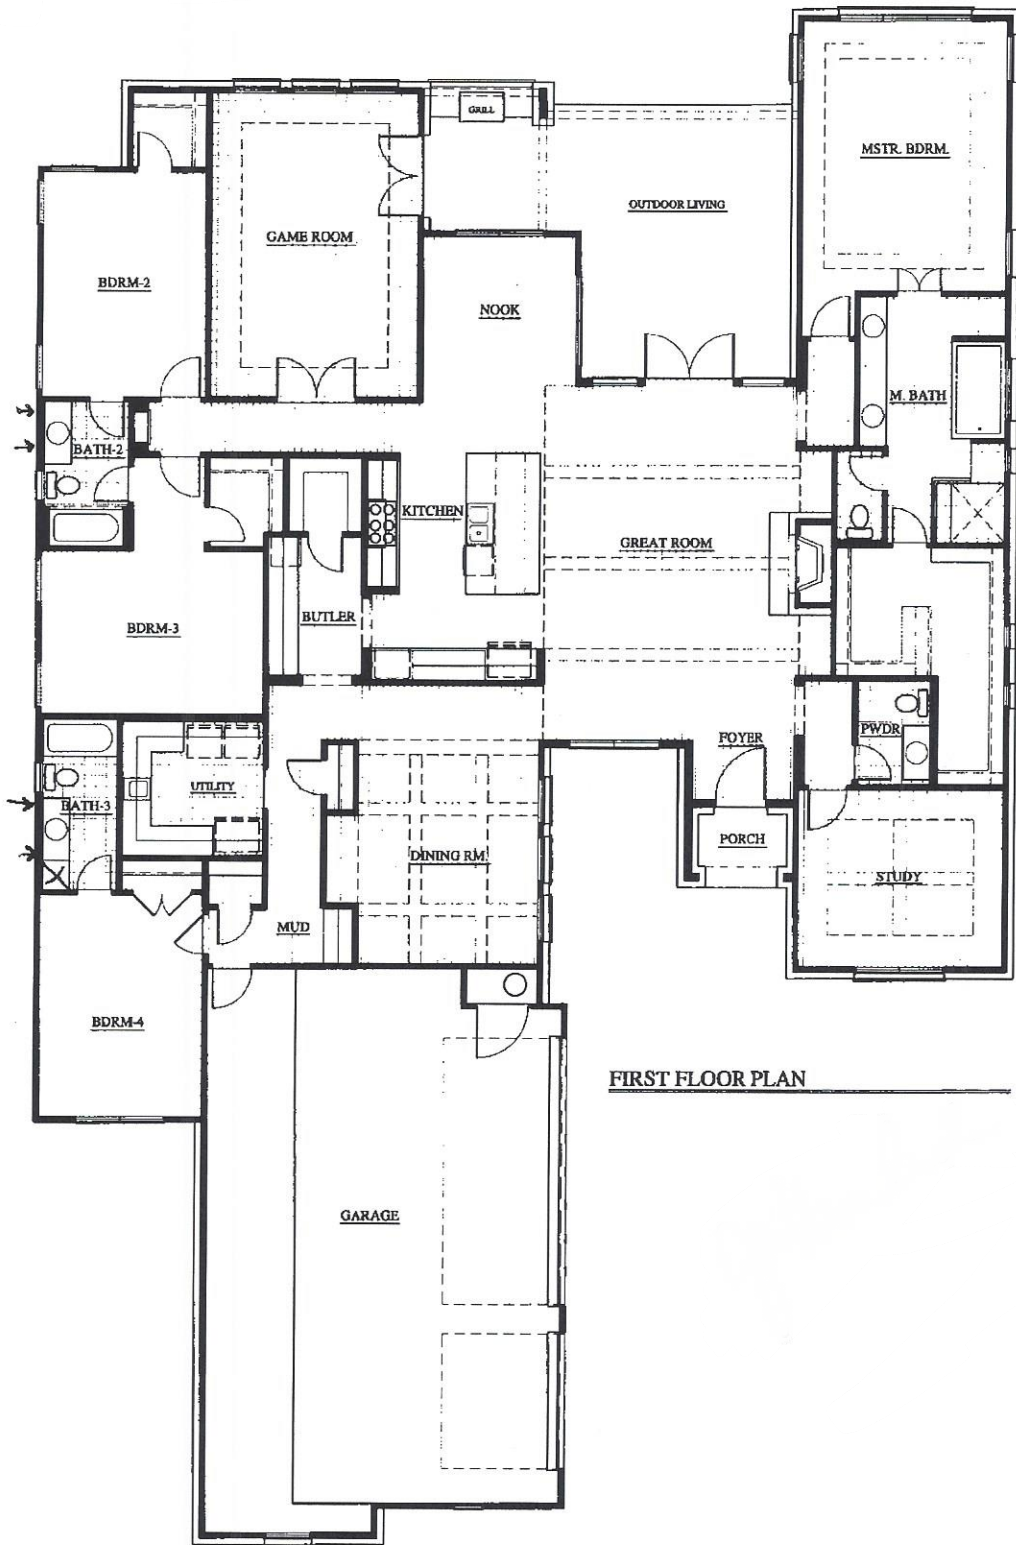 GRILL
MSTR. BDRM.
OUTDOOR LIVING
GAME ROOM
BDRM-2
NOOK
M. BATH
BATH-2
KITCHEN
GREAT ROOM
BUTLER
BDRM-3
PWDR
FOYER
UTILITY
BATH-3
PORCH
DINING RM.
STUDY
MUD
BDRM-4
FIRST FLOOR PLAN
GARAGE